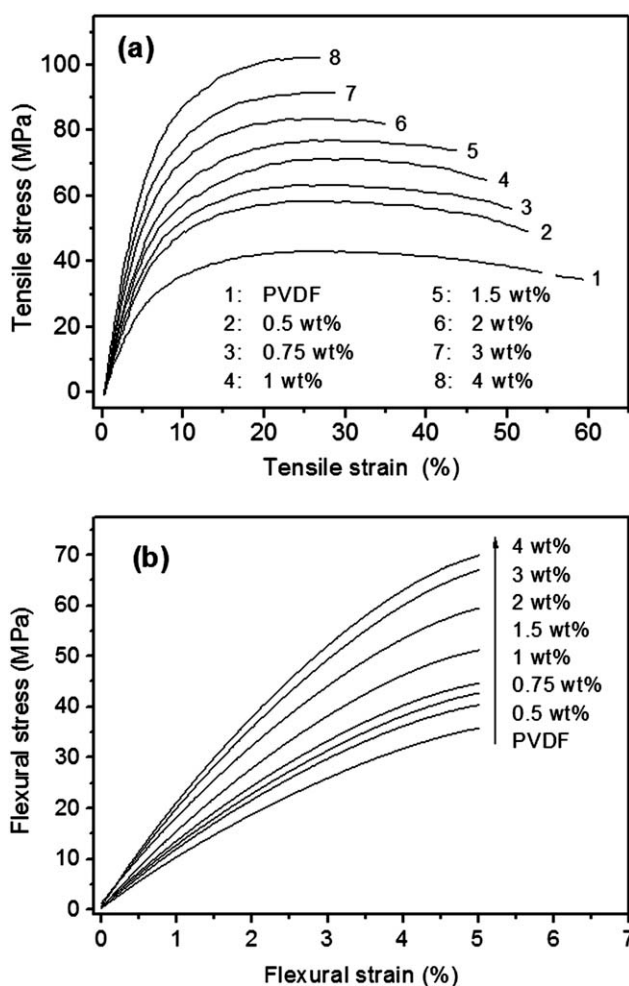 (a)
Tensile stress (MPa)
100
80
60
40
20
0
8
7
6
5
4
3
2
1
1: PVDF 5: 1.5 wt%
2: 0.5 wt% 6: 2 wt%
3: 0.75 wt% 7: 3 wt%
4: 1 wt% 8: 4 wt%
0 10 20 30 40 50 60
Tensile strain (%)
(b)
Flexural stress (MPa)
70
60
50
40
30
20
10
0
4 wt%
3 wt%
2 wt%
1.5 wt%
1 wt%
0.75 wt%
0.5 wt%
PVDF
0 1 2 3 4 5 6 7
Flexural strain (%)